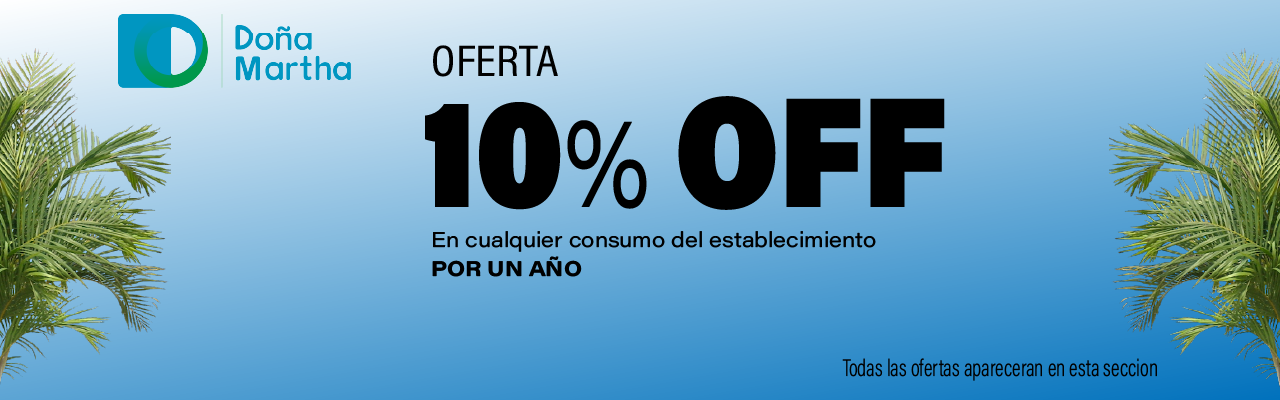 Doña
Martha
OFERTA
10% OFF
En cualquier consumo del establecimiento
POR UN AÑO
Todas las ofertas apareceran en esta seccion